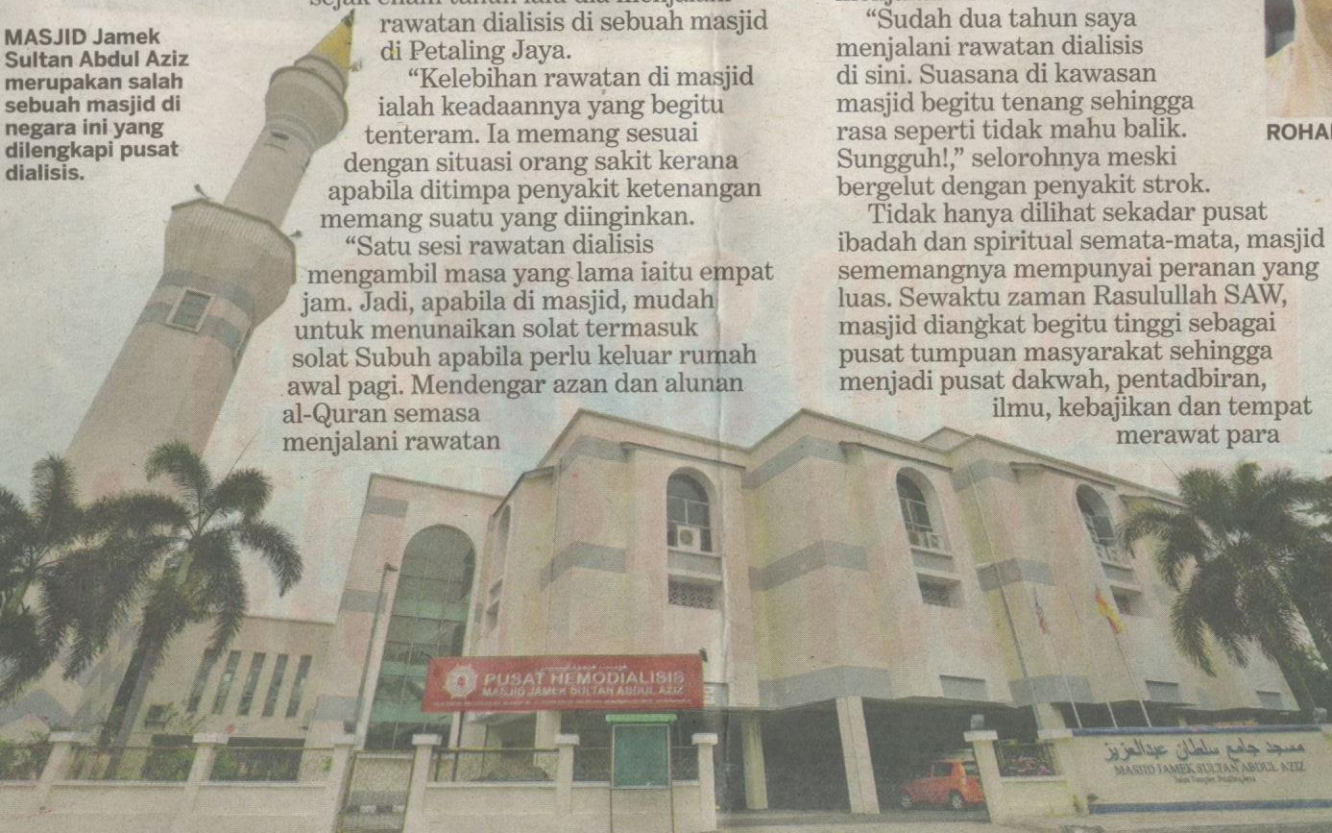 MASJID Jamek
Sultan Abdul Aziz
merupakan salah
sebuah masjid di
negara ini yang
dilengkapi pusat
dialisis.
rawatan dialisis di sebuah masjid
di Petaling Jaya.
“Kelebihan rawatan di masjid
ialah keadaannya yang begitu
tenteram. Ia memang sesuai
dengan situasi orang sakit kerana
apabila ditimpa penyakit ketenangan
memang suatu yang diinginkan.
“Satu sesi rawatan dialisis
mengambil masa yang lama iaitu empat
jam. Jadi, apabila di masjid, mudah
untuk menunaikan solat termasuk
solat Subuh apabila perlu keluar rumah
awal pagi. Mendengar azan dan alunan
al-Quran semasa
menjalani rawatan
“Sudah dua tahun saya
menjalani rawatan dialisis
di sini. Suasana di kawasan
masjid begitu tenang sehingga
rasa seperti tidak mahu balik.
Sungguh!,” selorohnya meski
bergelut dengan penyakit strok.
Tidak hanya dilihat sekadar pusat
ibadah dan spiritual semata-mata, masjid
sememangnya mempunyai peranan yang
luas. Sewaktu zaman Rasulullah SAW,
masjid diangkat begitu tinggi sebagai
pusat tumpuan masyarakat sehingga
menjadi pusat dakwah, pentadbiran,
ilmu, kebajikan dan tempat
merawat para
PUSAT HEMODIALISIS
MASJID JAMEK SULTAN ABDUL AZIZ
مسجد جامع سلطان عبدالعزيز
MASJID JAMEK SULTAN ABDUL AZIZ